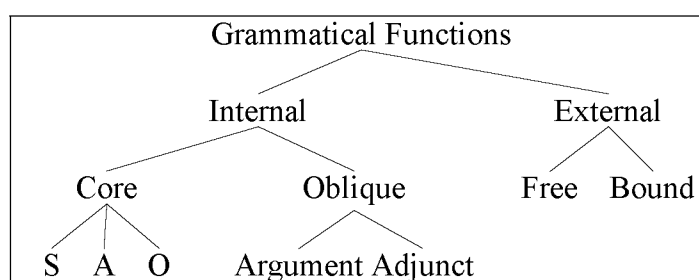 Grammatical Functions
Internal External
Core Oblique Free Bound
S A O Argument Adjunct